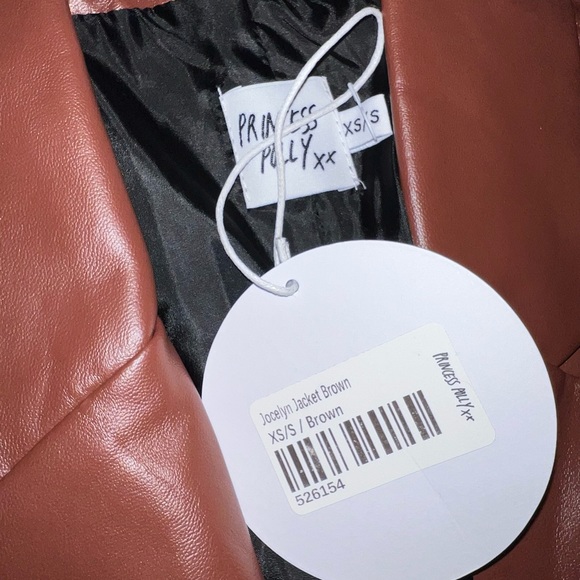 PRINCESS
POLLY xx
XS/S
PRINCESS POLLY xx
Jocelyn Jacket Brown
XS/S / Brown
526154